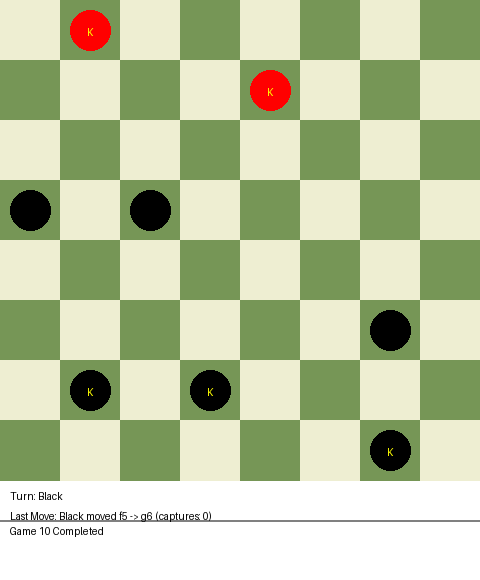 K
K
K K
K
Turn: Black
Last Move: Black moved f5 -> g6 (captures: 0)
Game 10 Completed